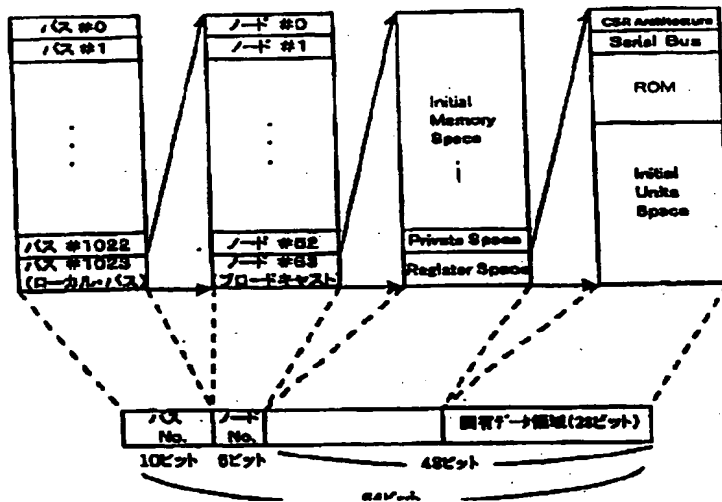 バス #0
バス #1
バス #1022
バス #1023
(ローカル・バス)
ノード #0
ノード #1
ノード #62
ノード #63
ブロードキャスト
Initial
Memory
Space
Private Space
Register Space
CSR Architecture
Serial Bus
ROM
Initial
Units
Space
バス
No.
ノード
No.
固有データ領域(28ビット)
10ビット
6ビット
48ビット
64ビット